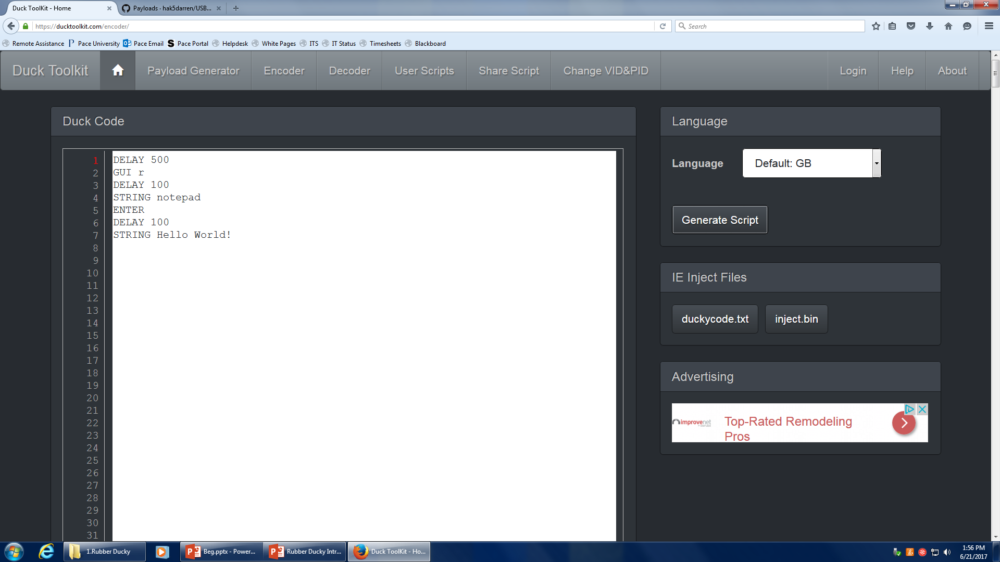 Duck ToolKit - Home
Payloads · hak5darren/USB...
https://ducktoolkit.com/encoder/
Search
Remote Assistance
Pace University
Pace Email
Pace Portal
Helpdesk
White Pages
ITS
IT Status
Timesheets
Blackboard
Duck Toolkit
Payload Generator
Encoder
Decoder
User Scripts
Share Script
Change VID&PID
Login
Help
About
Duck Code
1 DELAY 500
2 GUI r
3 DELAY 100
4 STRING notepad
5 ENTER
6 DELAY 100
7 STRING Hello World!
8
9
10
11
12
13
14
15
16
17
18
19
20
21
22
23
24
25
26
27
28
29
30
31
Language
Language
Default: GB
Generate Script
IE Inject Files
duckycode.txt
inject.bin
Advertising
improvenet
Top-Rated Remodeling
Pros
1.Rubber Ducky
Beg.pptx - Power...
Rubber Ducky Intr...
Duck ToolKit - Ho...
1:56 PM
6/21/2017